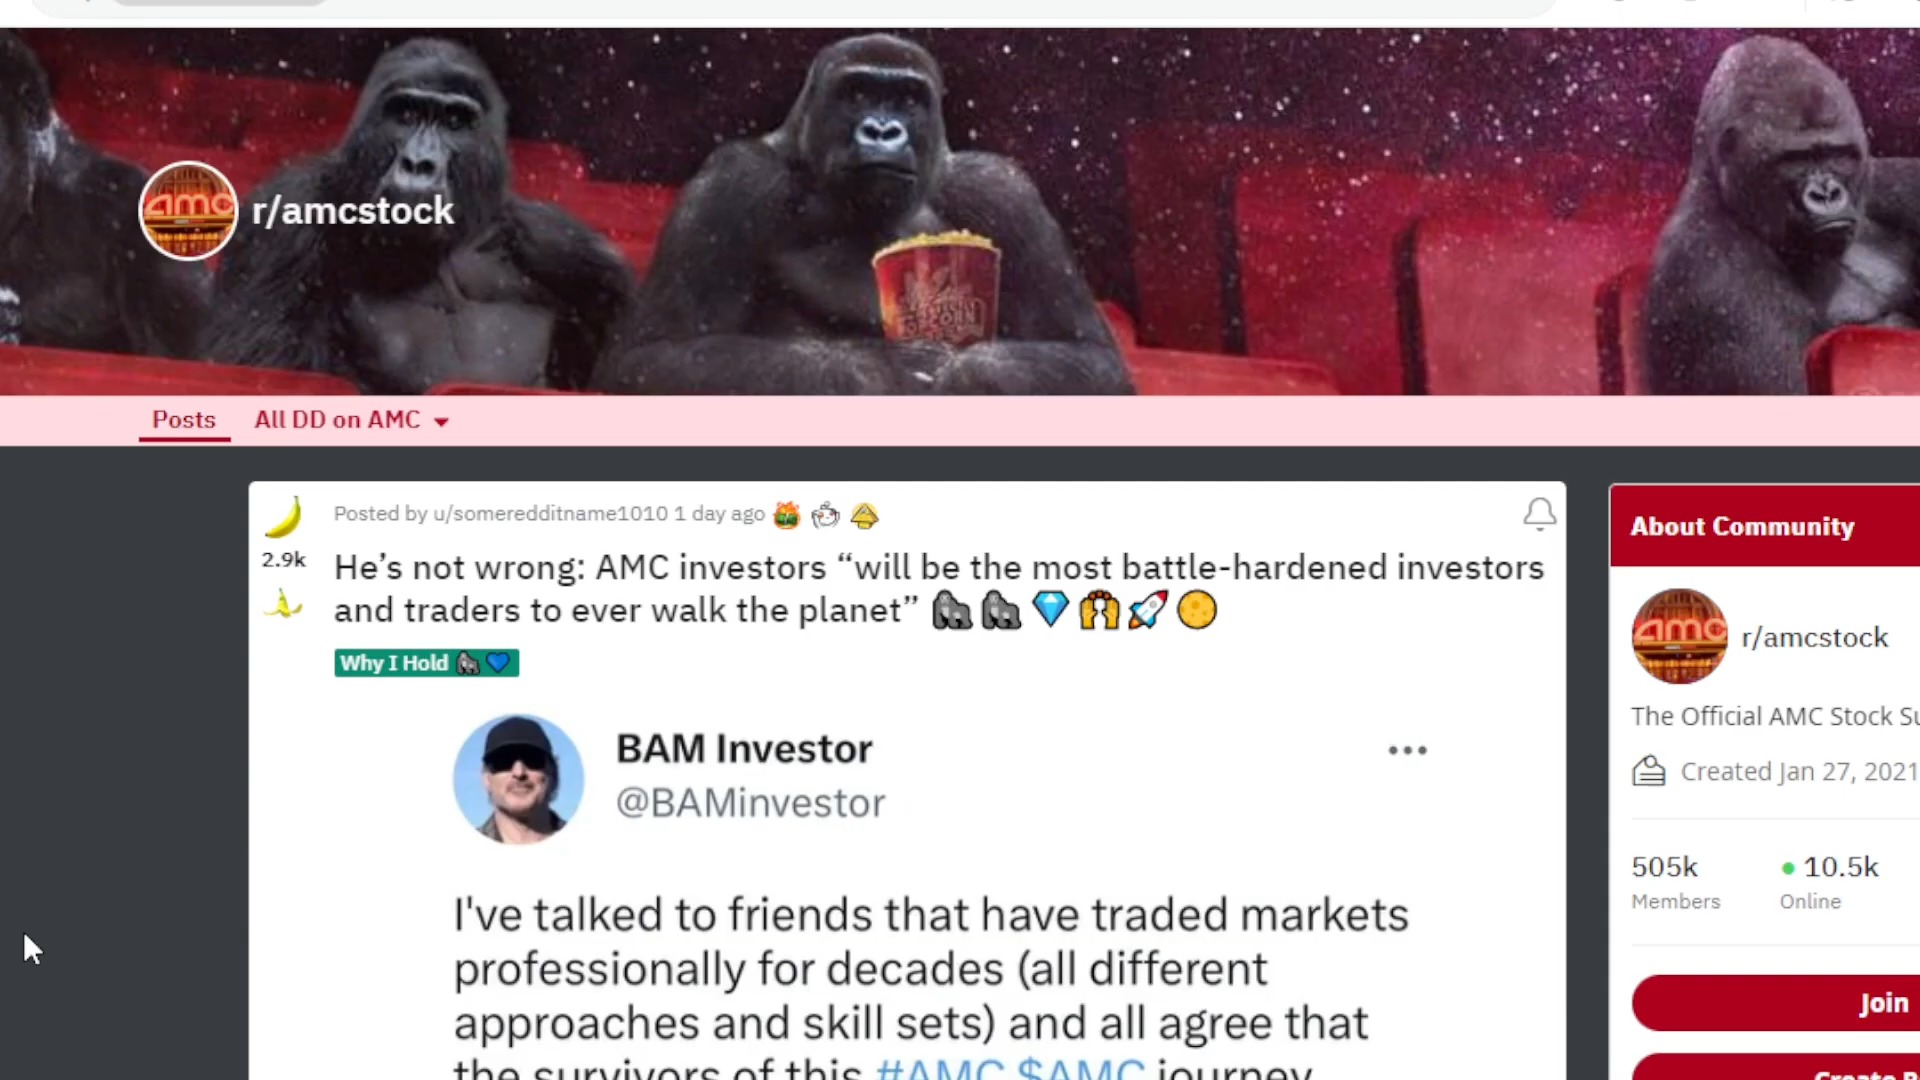 amc
r/amcstock
Posts
All DD on AMC
Posted by u/someredditname1010 1 day ago
2.9k
He’s not wrong: AMC investors “will be the most battle-hardened investors
and traders to ever walk the planet” 🦍🦍💎🙌🚀🌕
Why I Hold 🦍💙
BAM Investor
@BAMinvestor
I've talked to friends that have traded markets
professionally for decades (all different
approaches and skill sets) and all agree that
the survivors of this #AMC $AMC journey
About Community
amc
r/amcstock
The Official AMC Stock
Created Jan 27, 2021
505k
10.5k
Members
Online
Join
Create